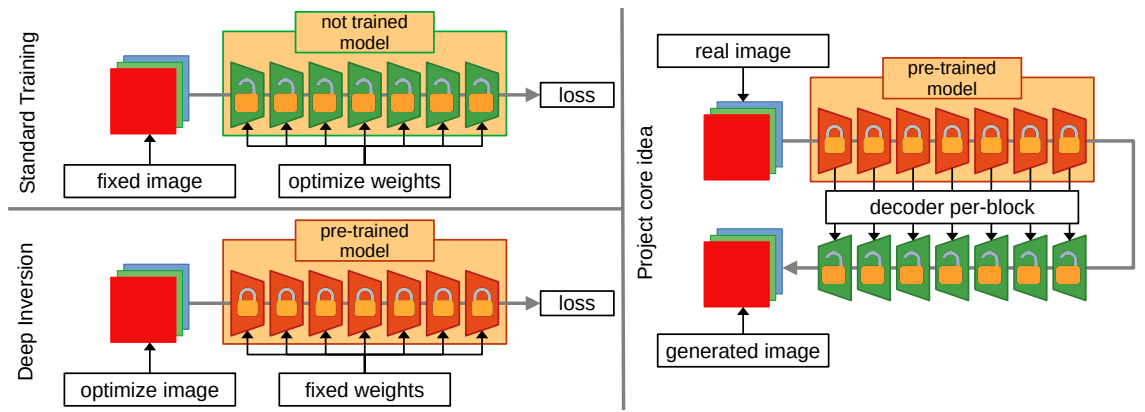 Standard Training
not trained
model
loss
fixed image
optimize weights
Deep Inversion
pre-trained
model
loss
optimize image
fixed weights
Project core idea
real image
pre-trained
model
decoder per-block
generated image